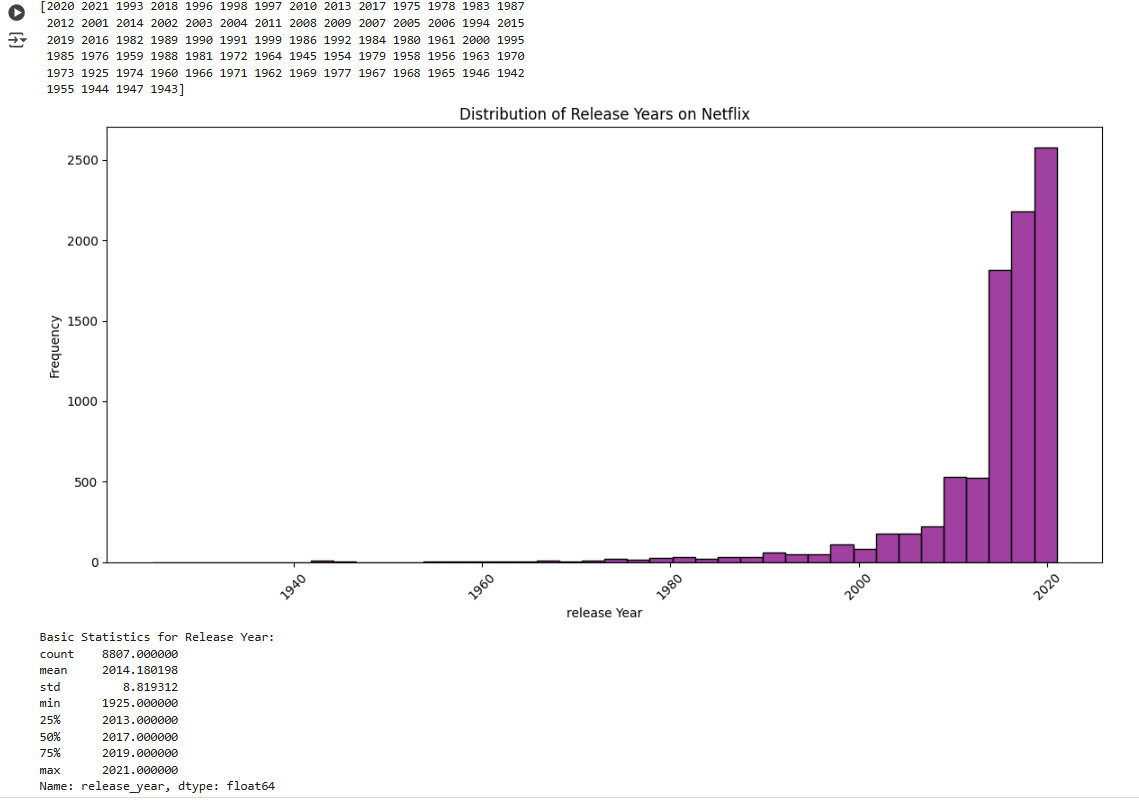 [2020 2021 1993 2018 1996 1998 1997 2010 2013 2017 1975 1978 1983 1987
2012 2001 2014 2002 2003 2004 2011 2008 2009 2007 2005 2006 1994 2015
2019 2016 1982 1989 1990 1991 1999 1986 1992 1984 1980 1961 2000 1995
1985 1976 1959 1988 1981 1972 1964 1945 1954 1979 1958 1956 1963 1970
1973 1925 1974 1960 1966 1971 1962 1969 1977 1967 1968 1965 1946 1942
1955 1944 1947 1943]
Distribution of Release Years on Netflix
Frequency
2500
2000
1500
1000
500
0
1940 1960 1980 2000 2020
release Year
Basic Statistics for Release Year:
count 8807.000000
mean 2014.180198
std 8.819312
min 1925.000000
25% 2013.000000
50% 2017.000000
75% 2019.000000
max 2021.000000
Name: release_year, dtype: float64